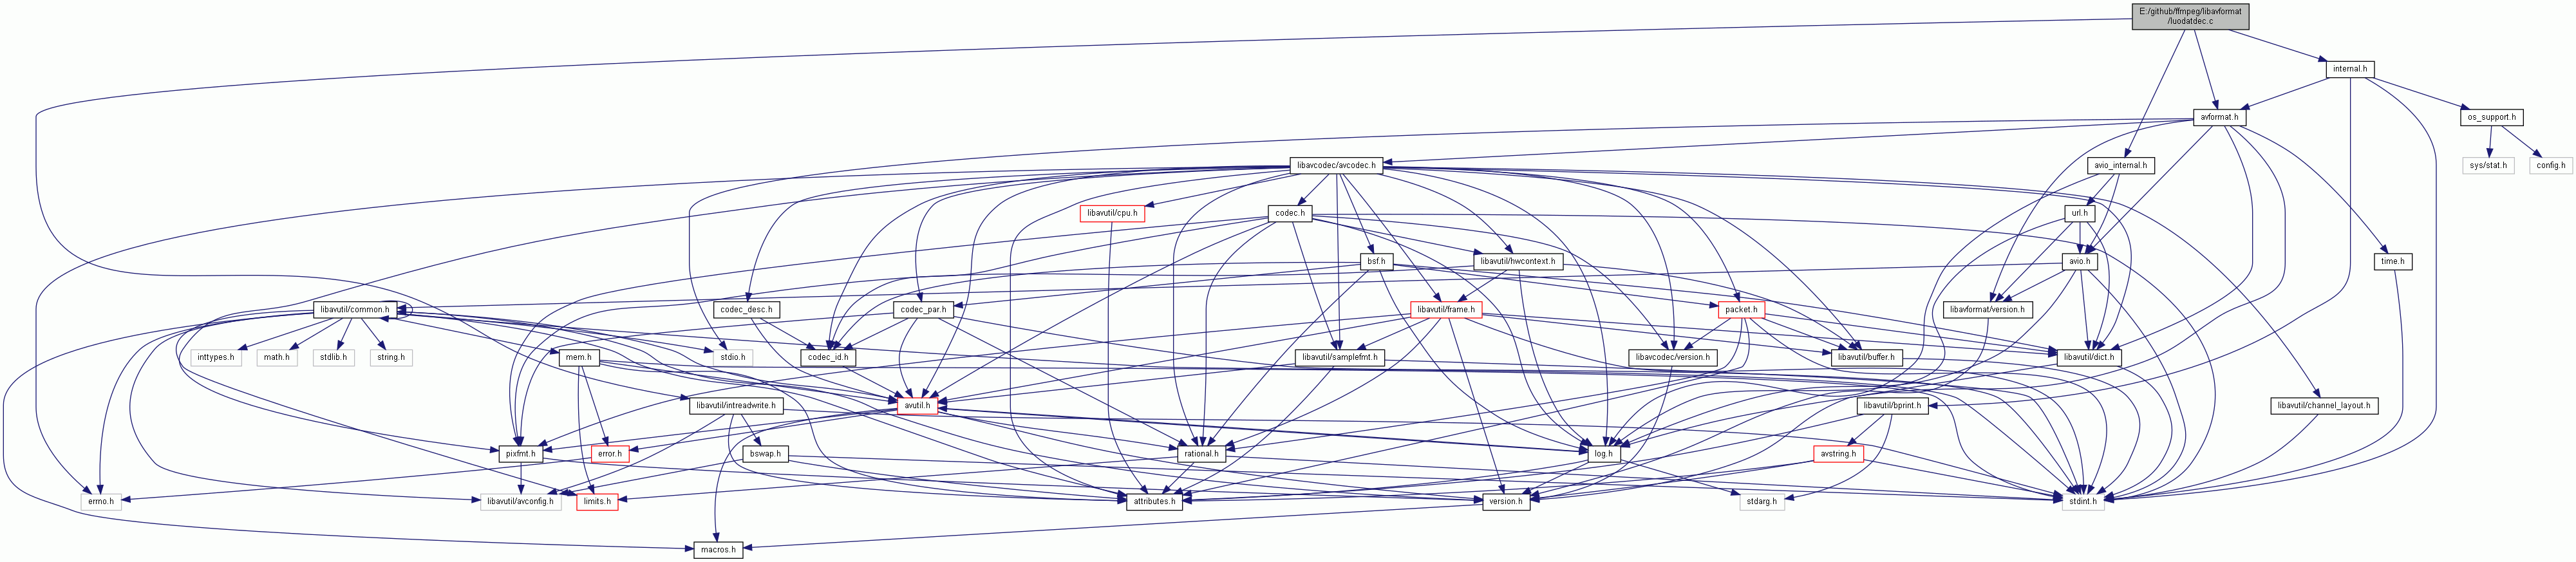 E:/github/ffmpeg/libavformat
/luodatdec.c
internal.h
avformat.h
os_support.h
libavcodec/avcodec.h
avio_internal.h
sys/stat.h
config.h
libavutil/cpu.h
codec.h
url.h
bsf.h
libavutil/hwcontext.h
avio.h
time.h
libavutil/common.h
codec_desc.h
codec_par.h
libavutil/frame.h
packet.h
libavformat/version.h
inttypes.h
math.h
stdlib.h
string.h
mem.h
stdio.h
codec_id.h
libavutil/samplefmt.h
libavcodec/version.h
libavutil/buffer.h
libavutil/dict.h
libavutil/intreadwrite.h
avutil.h
libavutil/bprint.h
libavutil/channel_layout.h
pixfmt.h
error.h
bswap.h
rational.h
log.h
avstring.h
errno.h
libavutil/avconfig.h
limits.h
attributes.h
version.h
stdarg.h
stdint.h
macros.h